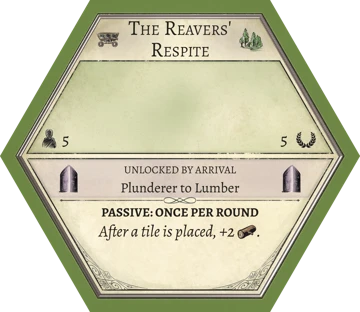 The Reavers'
Respite
5 5
UNLOCKED BY ARRIVAL
Plunderer to Lumber
PASSIVE: ONCE PER ROUND
After a tile is placed, +2 .